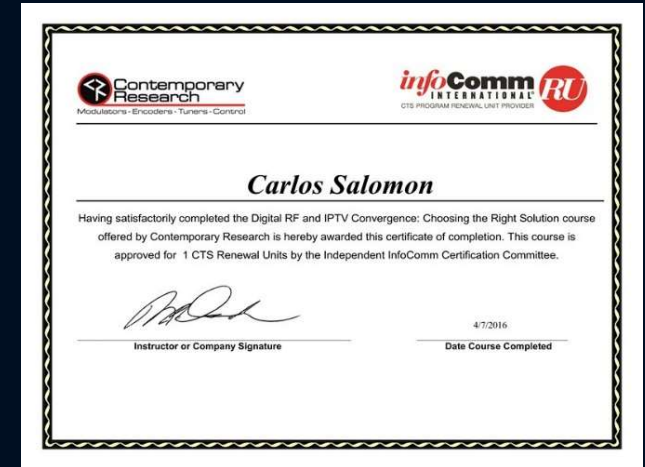 Contemporary
Research
Modulators - Encoders - Tuners - Control
infoComm
INTERNATIONAL
CTS PROGRAM RENEWAL UNIT PROVIDER
RU
Carlos Salomon
Having satisfactorily completed the Digital RF and IPTV Convergence: Choosing the Right Solution course
offered by Contemporary Research is hereby awarded this certificate of completion. This course is
approved for 1 CTS Renewal Units by the Independent InfoComm Certification Committee.
4/7/2016
Instructor or Company Signature
Date Course Completed